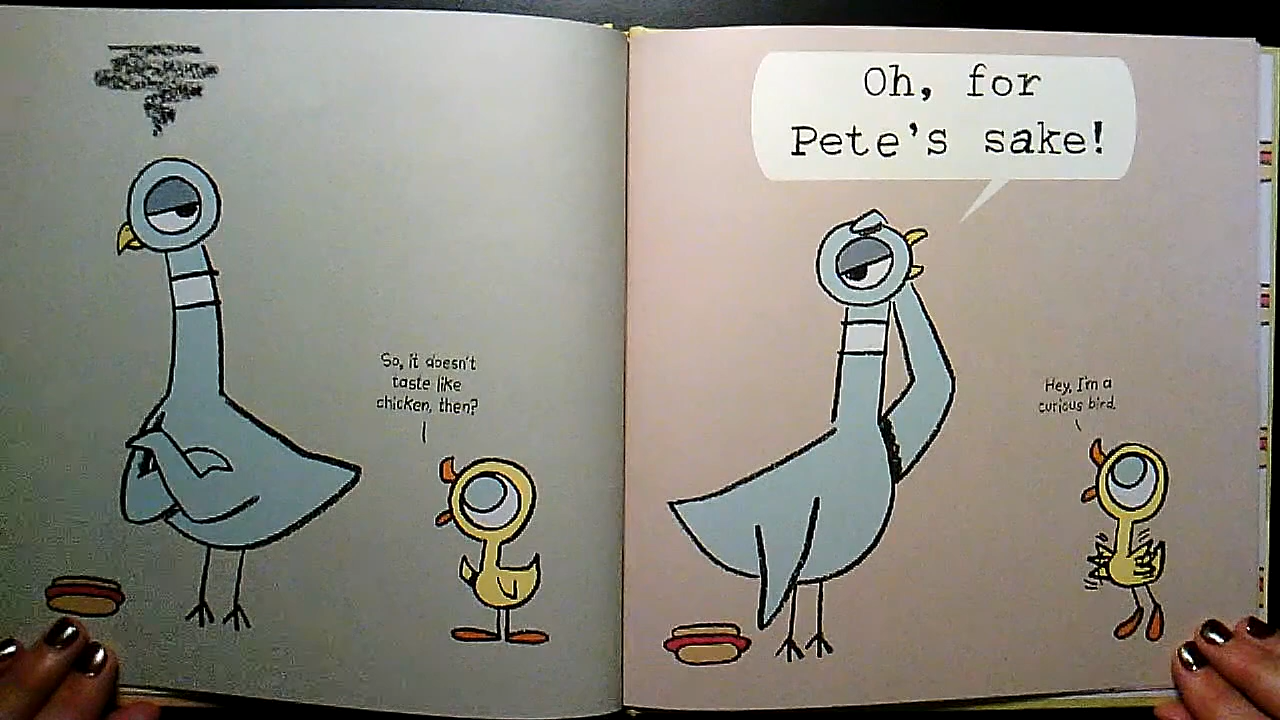 So, it doesn't
taste like
chicken, then?
Oh, for
Pete's sake!
Hey, I'm a
curious bird.